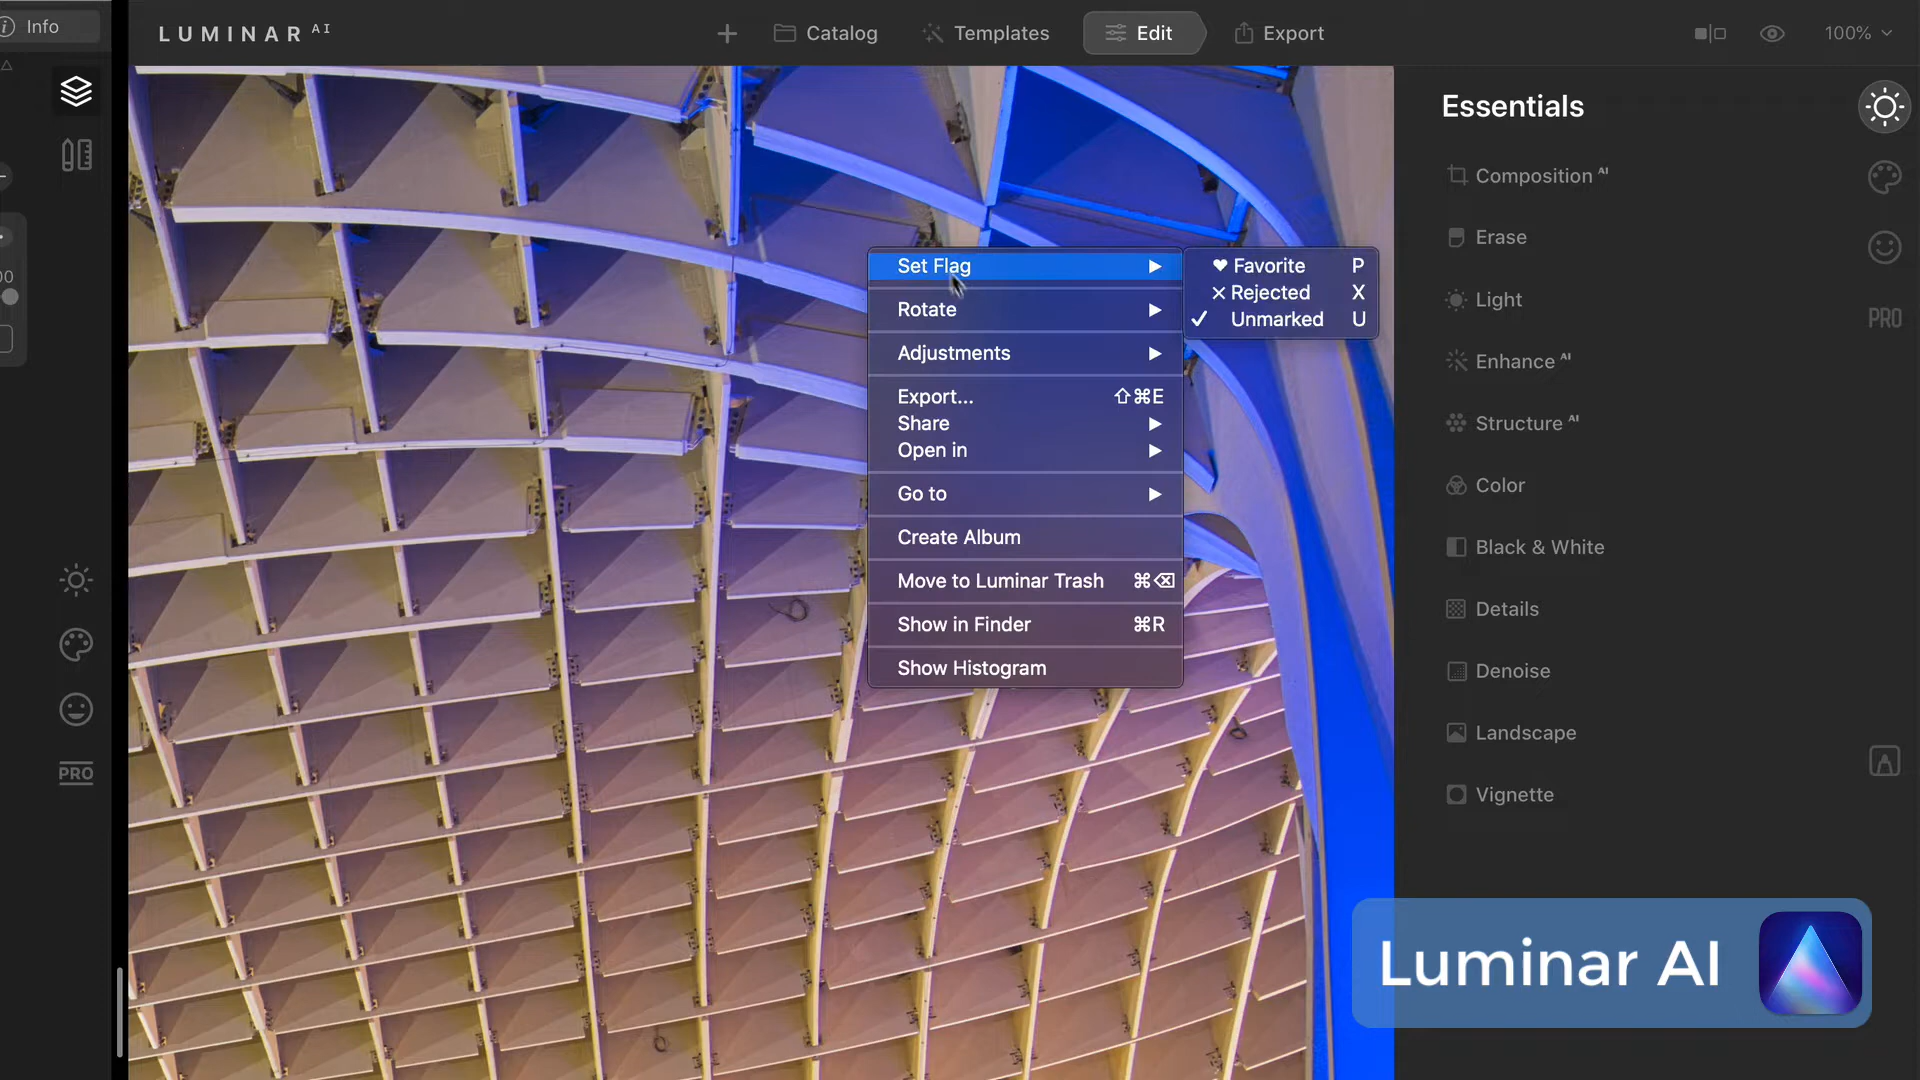 Info
LUMINAR AI
Catalog
Templates
Edit
Export
100%
00
PRO
Set Flag
Rotate
Adjustments
Export... ⇧⌘E
Share
Open in
Go to
Create Album
Move to Luminar Trash ⌘⌫
Show in Finder ⌘R
Show Histogram
Favorite P
Rejected X
Unmarked U
Essentials
Composition AI
Erase
Light
Enhance AI
Structure AI
Color
Black & White
Details
Denoise
Landscape
Vignette
PRO
Luminar AI